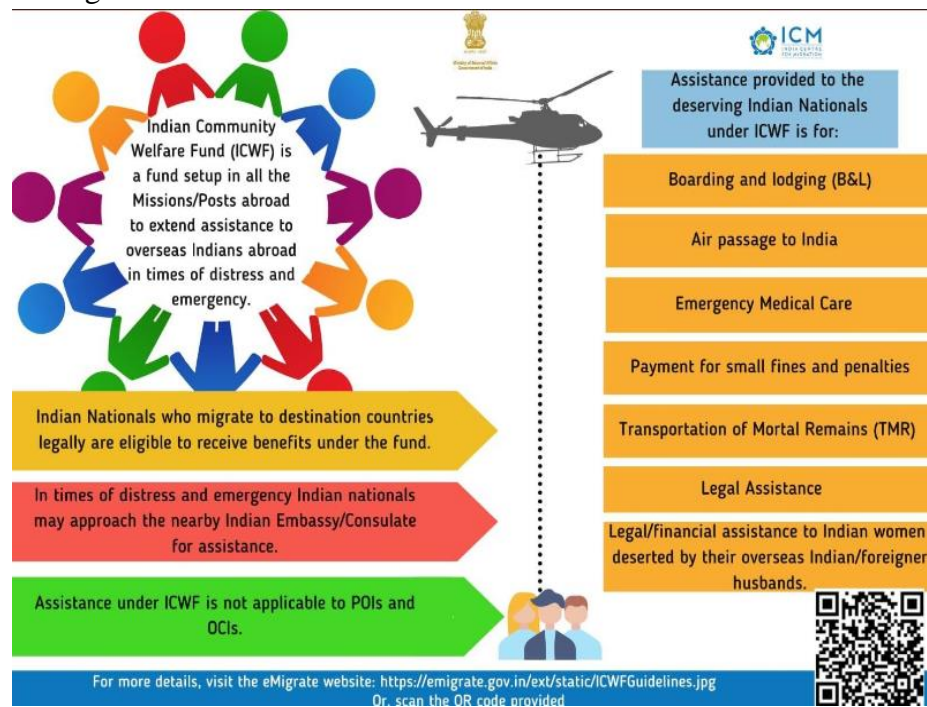 Indian Community
Welfare Fund (ICWF) is
a fund setup in all the
Missions/Posts abroad
to extend assistance to
overseas Indians abroad
in times of distress and
emergency.
Indian Nationals who migrate to destination countries
legally are eligible to receive benefits under the fund.
In times of distress and emergency Indian nationals
may approach the nearby Indian Embassy/Consulate
for assistance.
Assistance under ICWF is not applicable to POIs and
OCIs.
ICM
INDIA CENTRE
FOR MIGRATION
Assistance provided to the
deserving Indian Nationals
under ICWF is for:
Boarding and lodging (B&L)
Air passage to India
Emergency Medical Care
Payment for small fines and penalties
Transportation of Mortal Remains (TMR)
Legal Assistance
Legal/financial assistance to Indian women
deserted by their overseas Indian/foreigner
husbands.
For more details, visit the eMigrate website: https://emigrate.gov.in/ext/static/ICWFGuidelines.jpg
Or, scan the QR code provided